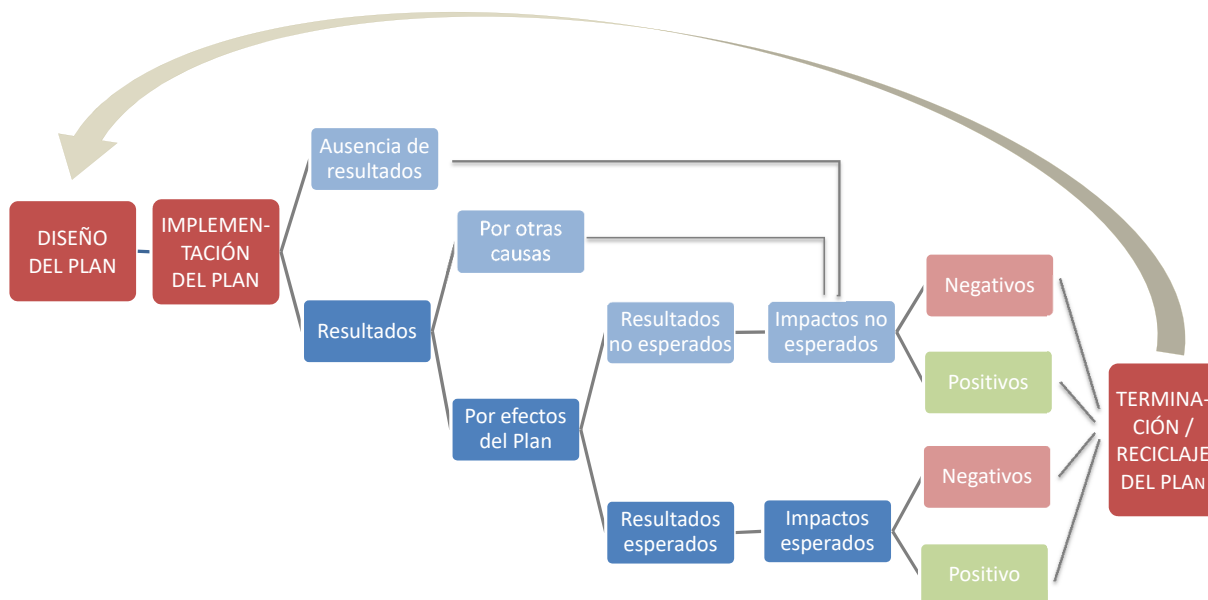 DISEÑO
DEL PLAN
IMPLEMEN-
TACIÓN
DEL PLAN
Ausencia de
resultados
Resultados
Por otras
causas
Por efectos
del Plan
Resultados
no esperados
Impactos no
esperados
Resultados
esperados
Impactos
esperados
Negativos
Positivos
Negativos
Positivo
TERMINA-
CIÓN /
RECICLAJE
DEL PLAN